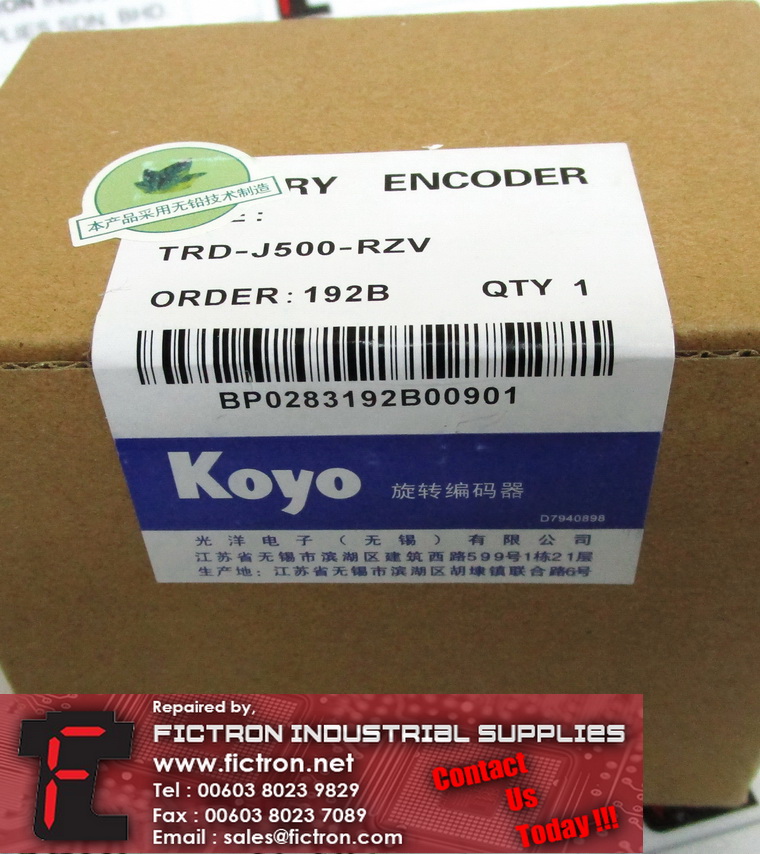 PLIES SDN. BHD
本产品采用无铅技术制造
RY ENCODER
TRD-J500-RZV
ORDER: 192B QTY 1
BP0283192B00901
Koyo 旋转编码器
D7940898
光洋电子（无锡）有限公司
江苏省无锡市滨湖区建筑西路599号1栋21层
生产地：江苏省无锡市滨湖区胡埭镇联合路6号
Repaired by,
FICTRON INDUSTRIAL SUPPLIES
www.fictron.net
Tel : 00603 8023 9829
Fax : 00603 8023 7089
Email : sales@fictron.com
Contact
Us
Today !!!